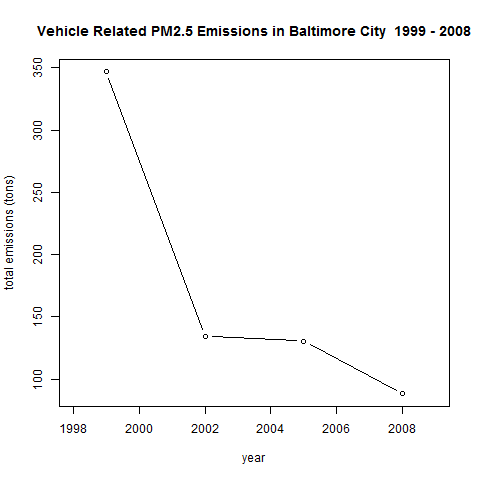 Vehicle Related PM2.5 Emissions in Baltimore City  1999 - 2008
350
300
250
200
150
100
total emissions (tons)
1998 2000 2002 2004 2006 2008
year